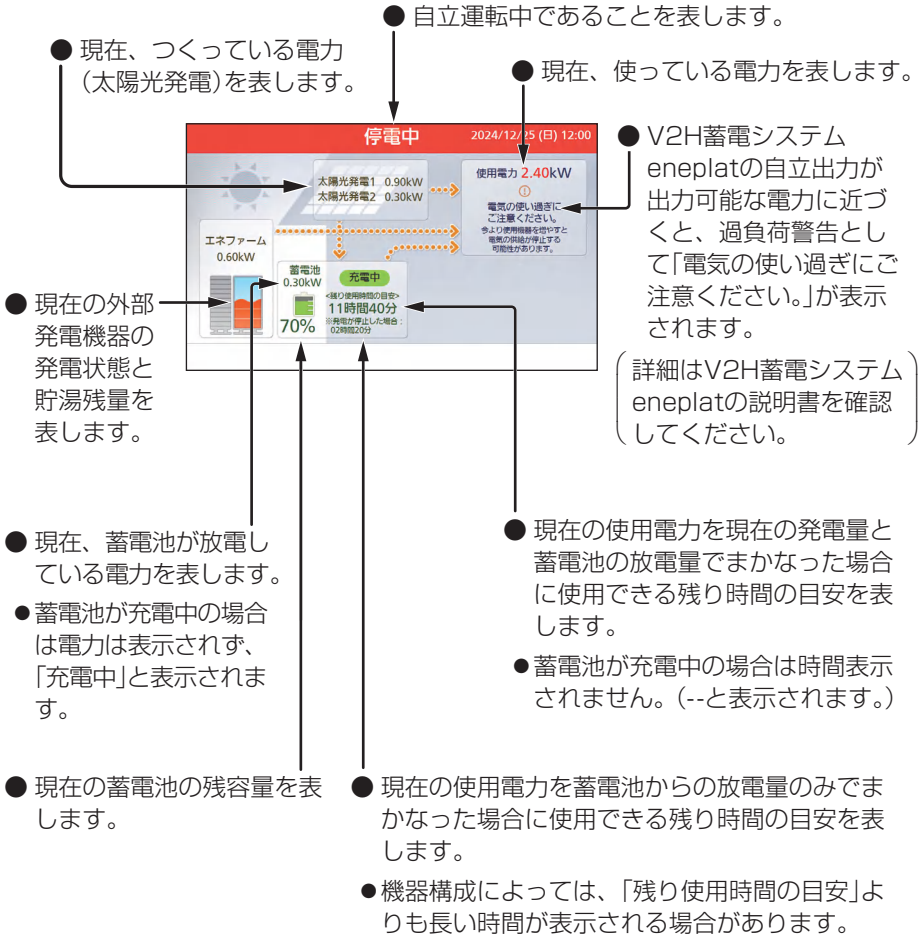 ● 自立運転中であることを表します。
● 現在、つくっている電力
（太陽光発電）を表します。
● 現在、使っている電力を表します。
停電中
2024/12/25 (日) 12:00
太陽光発電1 0.90kW
太陽光発電2 0.30kW
使用電力 2.40kW
電気の使い過ぎに
ご注意ください。
今より使用機器を増やすと
電気の供給が停止する
可能性があります。
エネファーム
0.60kW
蓄電池
0.30kW
70%
充電中
<残り使用時間の目安>
11時間40分
※発電が停止した場合：
02時間20分
● V2H蓄電システム
eneplatの自立出力が
出力可能な電力に近づ
くと、過負荷警告とし
て「電気の使い過ぎにご
注意ください。」が表示
されます。
（詳細はV2H蓄電システム
eneplatの説明書を確認
してください。）
● 現在の外部
発電機器の
発電状態と
貯湯残量を
表します。
● 現在、蓄電池が放電し
ている電力を表します。
●蓄電池が充電中の場合
は電力は表示されず、
「充電中」と表示されま
す。
● 現在の使用電力を現在の発電量と
蓄電池の放電量でまかなった場合
に使用できる残り時間の目安を表
します。
●蓄電池が充電中の場合は時間表示
されません。（--と表示されます。）
● 現在の蓄電池の残容量を表
します。
● 現在の使用電力を蓄電池からの放電量のみでま
かなった場合に使用できる残り時間の目安を表
します。
●機器構成によっては、「残り使用時間の目安」よ
りも長い時間が表示される場合があります。